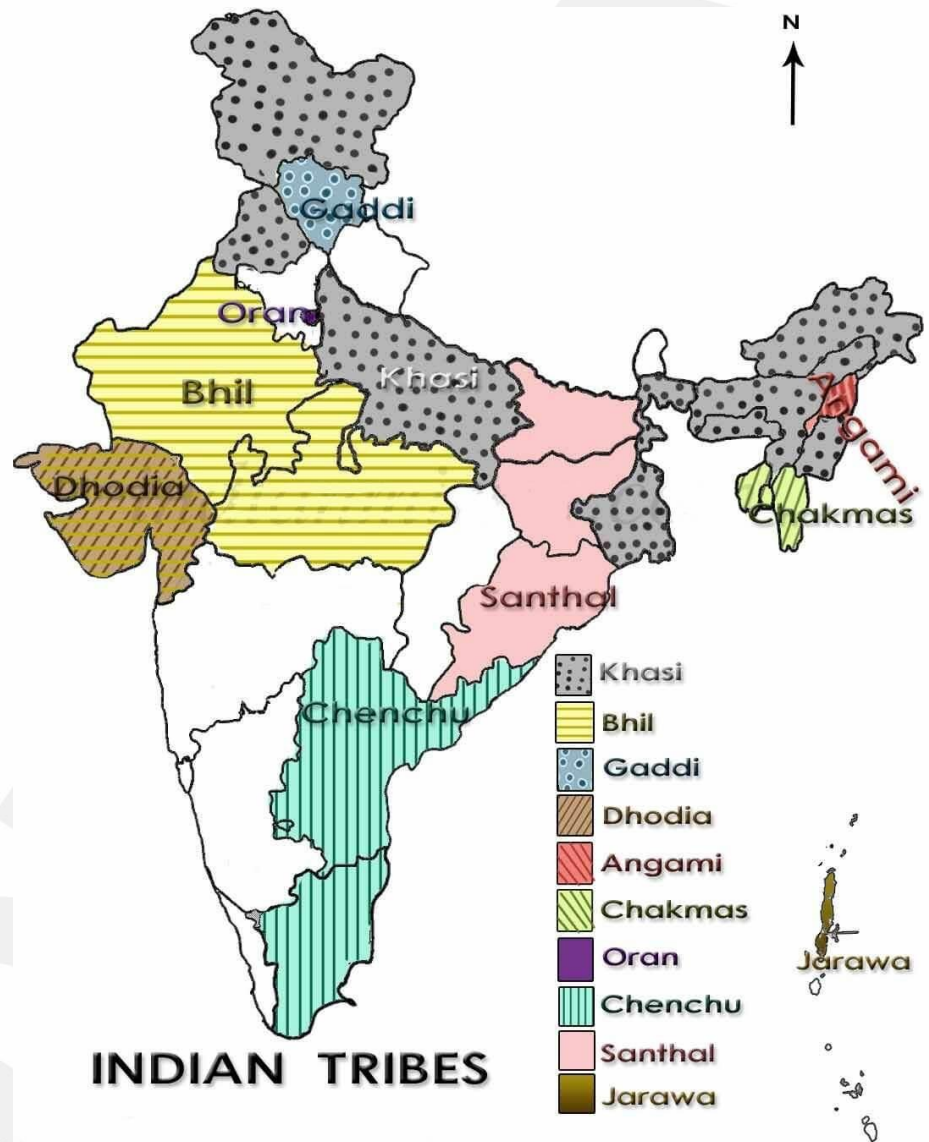 N
Gaddi
Oran
Khasi
Bhil
Angami
Dhodia
Chakmas
Santhal
Chenchu
Khasi
Bhil
Gaddi
Dhodia
Angami
Chakmas
Oran
Chenchu
Santhal
Jarawa
Jarawa
INDIAN TRIBES